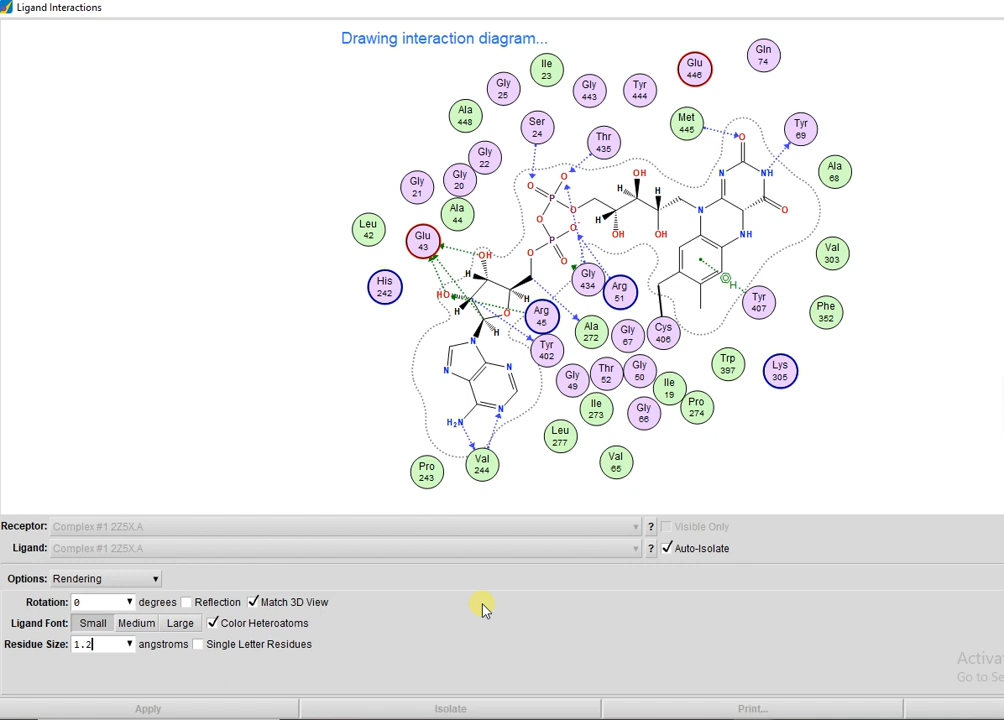 Ligand Interactions
Drawing interaction diagram...
Gln
74
Ile
23
Glu
446
Gly
25
Gly
443
Tyr
444
Ala
448
Ser
24
Met
445
Tyr
69
Thr
435
O
Gly
22
Ala
68
Gly
20
Gly
21
O
O
OH
N
NH
H
H
P
O
Ala
44
O
N
O
H
Leu
42
O
O-
OH
OH
NH
Glu
43
P
Val
303
OH
O
O
H
Gly
434
His
242
Arg
51
H
HO
H
Tyr
407
H
O
Arg
45
Phe
352
H
Ala
272
Gly
67
Cys
406
N
Tyr
402
Trp
397
N
N
Gly
49
Thr
52
Gly
50
Lys
305
Ile
19
N
N
Ile
273
Gly
66
Pro
274
H2N
Leu
277
Pro
243
Val
244
Val
65
Receptor: Complex #1 2Z5X.A ? Visible Only
Ligand: Complex #1 2Z5X.A ? Auto-Isolate
Options: Rendering
Rotation: 0 degrees Reflection Match 3D View
Ligand Font: Small Medium Large Color Heteroatoms
Residue Size: 1.2 angstroms Single Letter Residues
Activa
Go to Se
Apply Isolate Print...